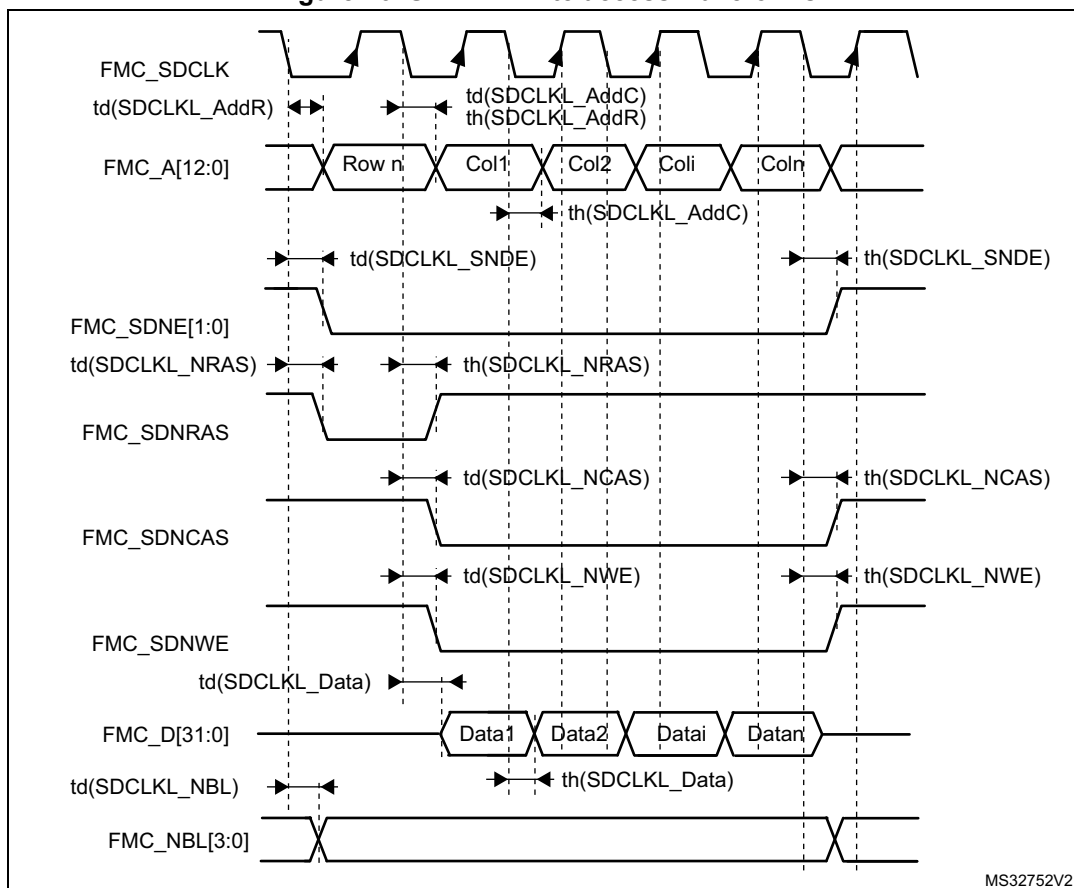 FMC_SDCLK
td(SDCLKL_AddR)
td(SDCLKL_AddC)
th(SDCLKL_AddR)
FMC_A[12:0]
Row n
Col1
Col2
Coli
Coln
th(SDCLKL_AddC)
td(SDCLKL_SNDE)
th(SDCLKL_SNDE)
FMC_SDNE[1:0]
td(SDCLKL_NRAS)
th(SDCLKL_NRAS)
FMC_SDNRAS
td(SDCLKL_NCAS)
th(SDCLKL_NCAS)
FMC_SDNCAS
td(SDCLKL_NWE)
th(SDCLKL_NWE)
FMC_SDNWE
td(SDCLKL_Data)
FMC_D[31:0]
Data1
Data2
Datai
Datan
th(SDCLKL_Data)
td(SDCLKL_NBL)
FMC_NBL[3:0]
MS32752V2